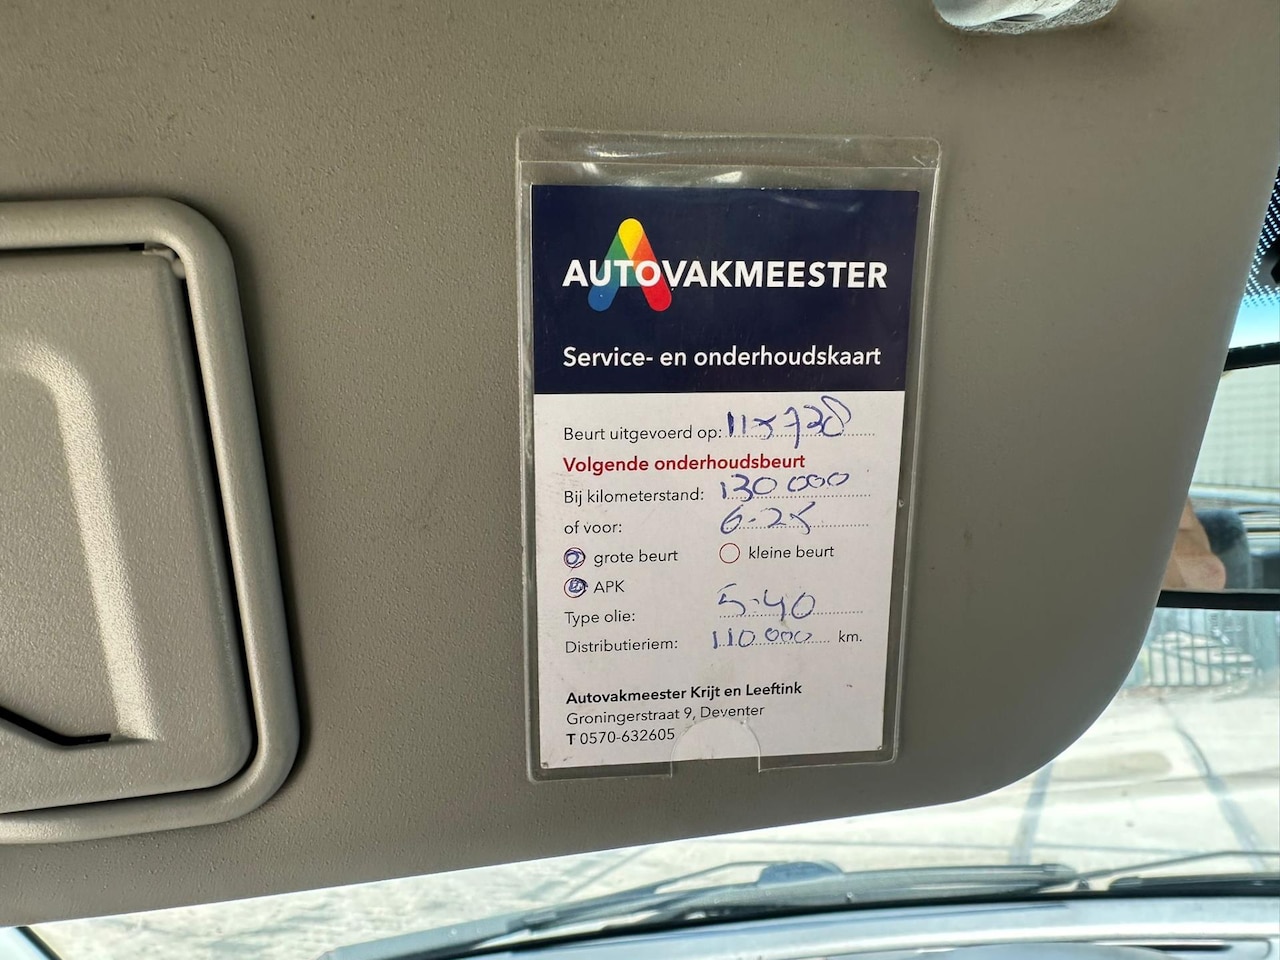 AUTOVAKMEESTER
Service- en onderhoudskaart
Beurt uitgevoerd op: 115728
Volgende onderhoudsbeurt
Bij kilometerstand: 130 000
of voor: 6-25
grote beurt kleine beurt
APK
Type olie: 5-40
Distributieriem: 110 000 km.
Autovakmeester Krijt en Leeftink
Groningerstraat 9, Deventer
T 0570-632605